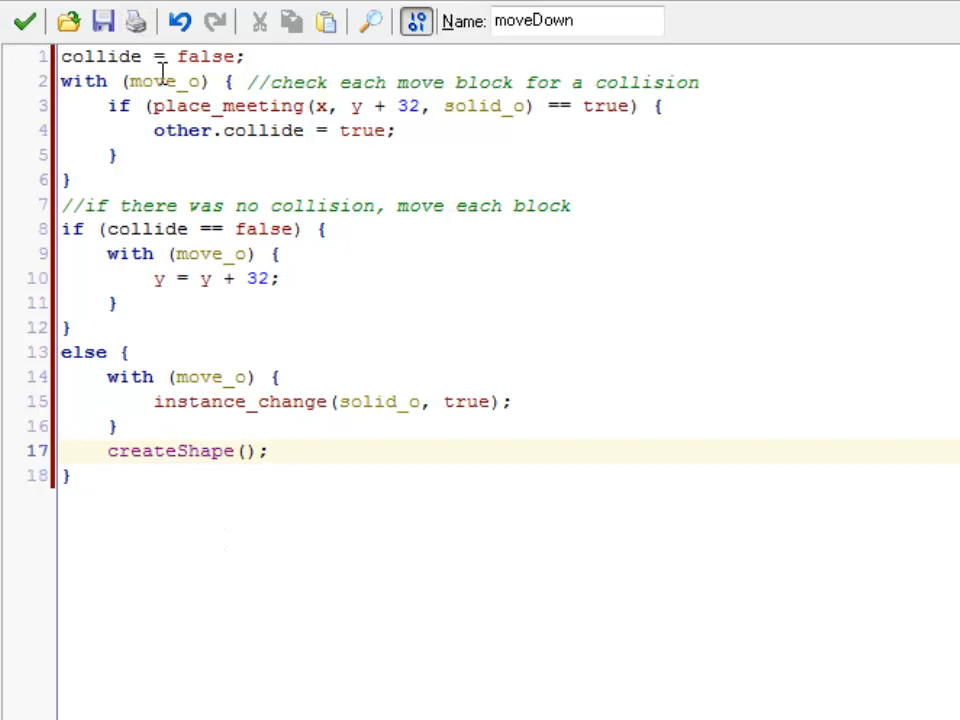 Name: moveDown
1 collide = false;
2 with (move_o) { //check each move block for a collision
3 if (place_meeting(x, y + 32, solid_o) == true) {
4 other.collide = true;
5 }
6 }
7 //if there was no collision, move each block
8 if (collide == false) {
9 with (move_o) {
10 y = y + 32;
11 }
12 }
13 else {
14 with (move_o) {
15 instance_change(solid_o, true);
16 }
17 createShape();
18 }